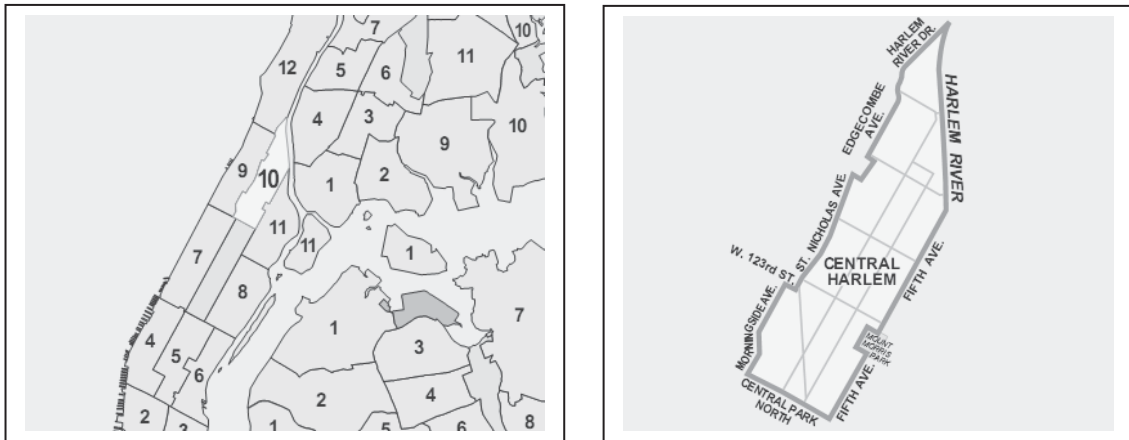 7
10
11
12
5
6
4
3
10
9
9
10
1
2
11
11
1
7
8
1
7
3
4
5
6
4
2
2
3
1
5
6
8
HARLEM
RIVER DR.
EDGECOMBE
AVE.
HARLEM RIVER
ST. NICHOLAS AVE.
W. 123rd ST.
CENTRAL
HARLEM
FIFTH AVE.
MORNINGSIDE AVE.
MOUNT
MORRIS
PARK
FIFTH AVE.
CENTRAL PARK
NORTH